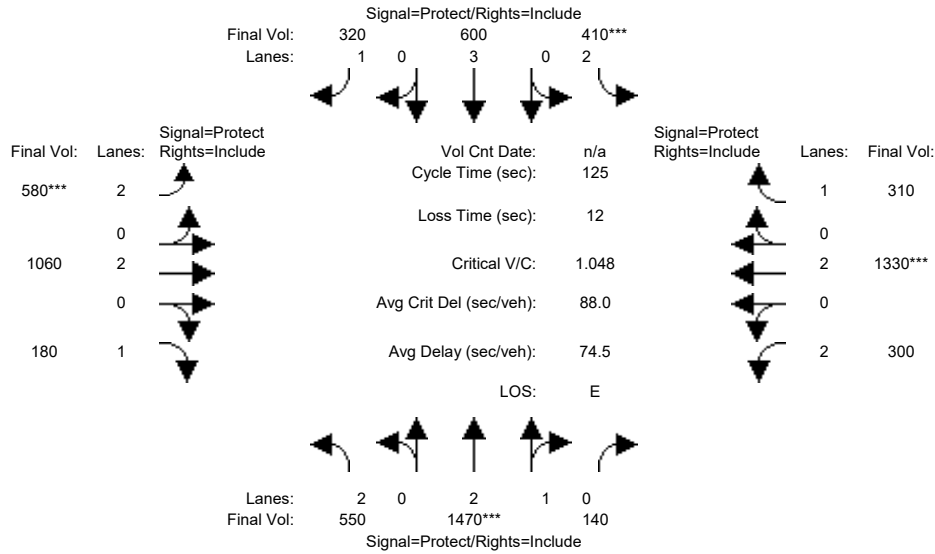 Signal=Protect/Rights=Include
Final Vol: 320 600 410***
Lanes: 1 0 3 0 2
Signal=Protect Signal=Protect
Final Vol: Lanes: Rights=Include Vol Cnt Date: n/a Rights=Include Lanes: Final Vol:
Cycle Time (sec): 125
580*** 2 1 310
Loss Time (sec): 12
0 0
1060 2 Critical V/C: 1.048 2 1330***
0 Avg Crit Del (sec/veh): 88.0 0
180 1 Avg Delay (sec/veh): 74.5 2 300
LOS: E
Lanes: 2 0 2 1 0
Final Vol: 550 1470*** 140
Signal=Protect/Rights=Include